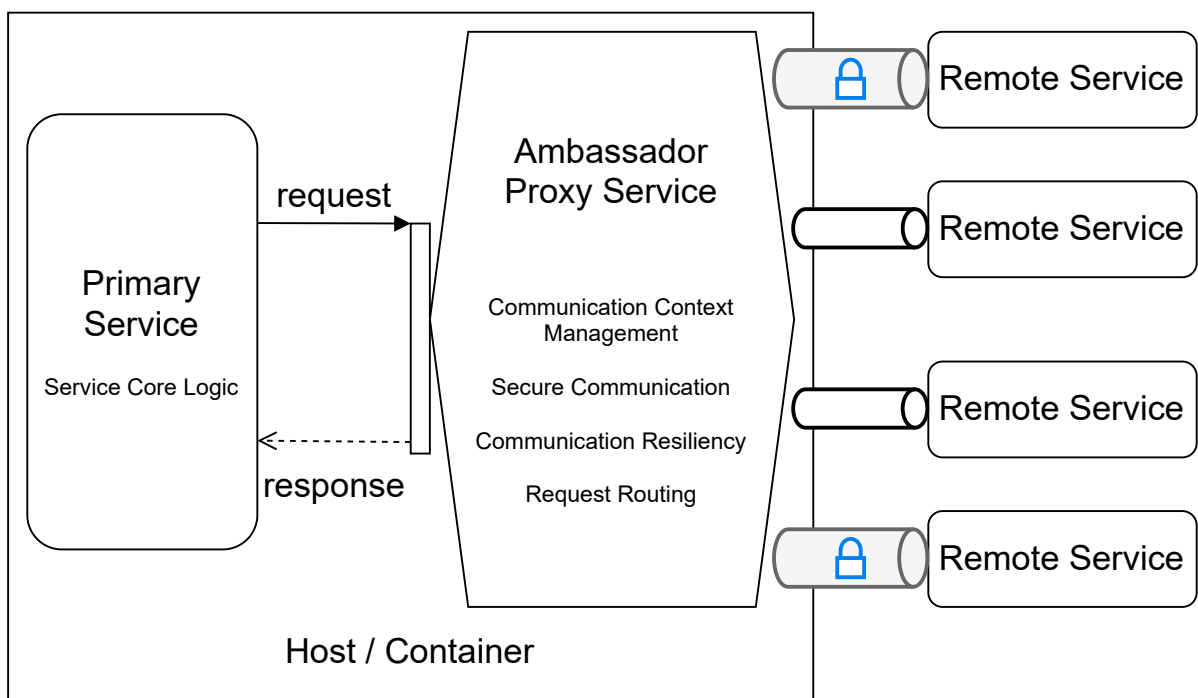 Primary
Service
Service Core Logic
request
response
Ambassador
Proxy Service
Communication Context
Management
Secure Communication
Communication Resiliency
Request Routing
Remote Service
Remote Service
Remote Service
Remote Service
Host / Container